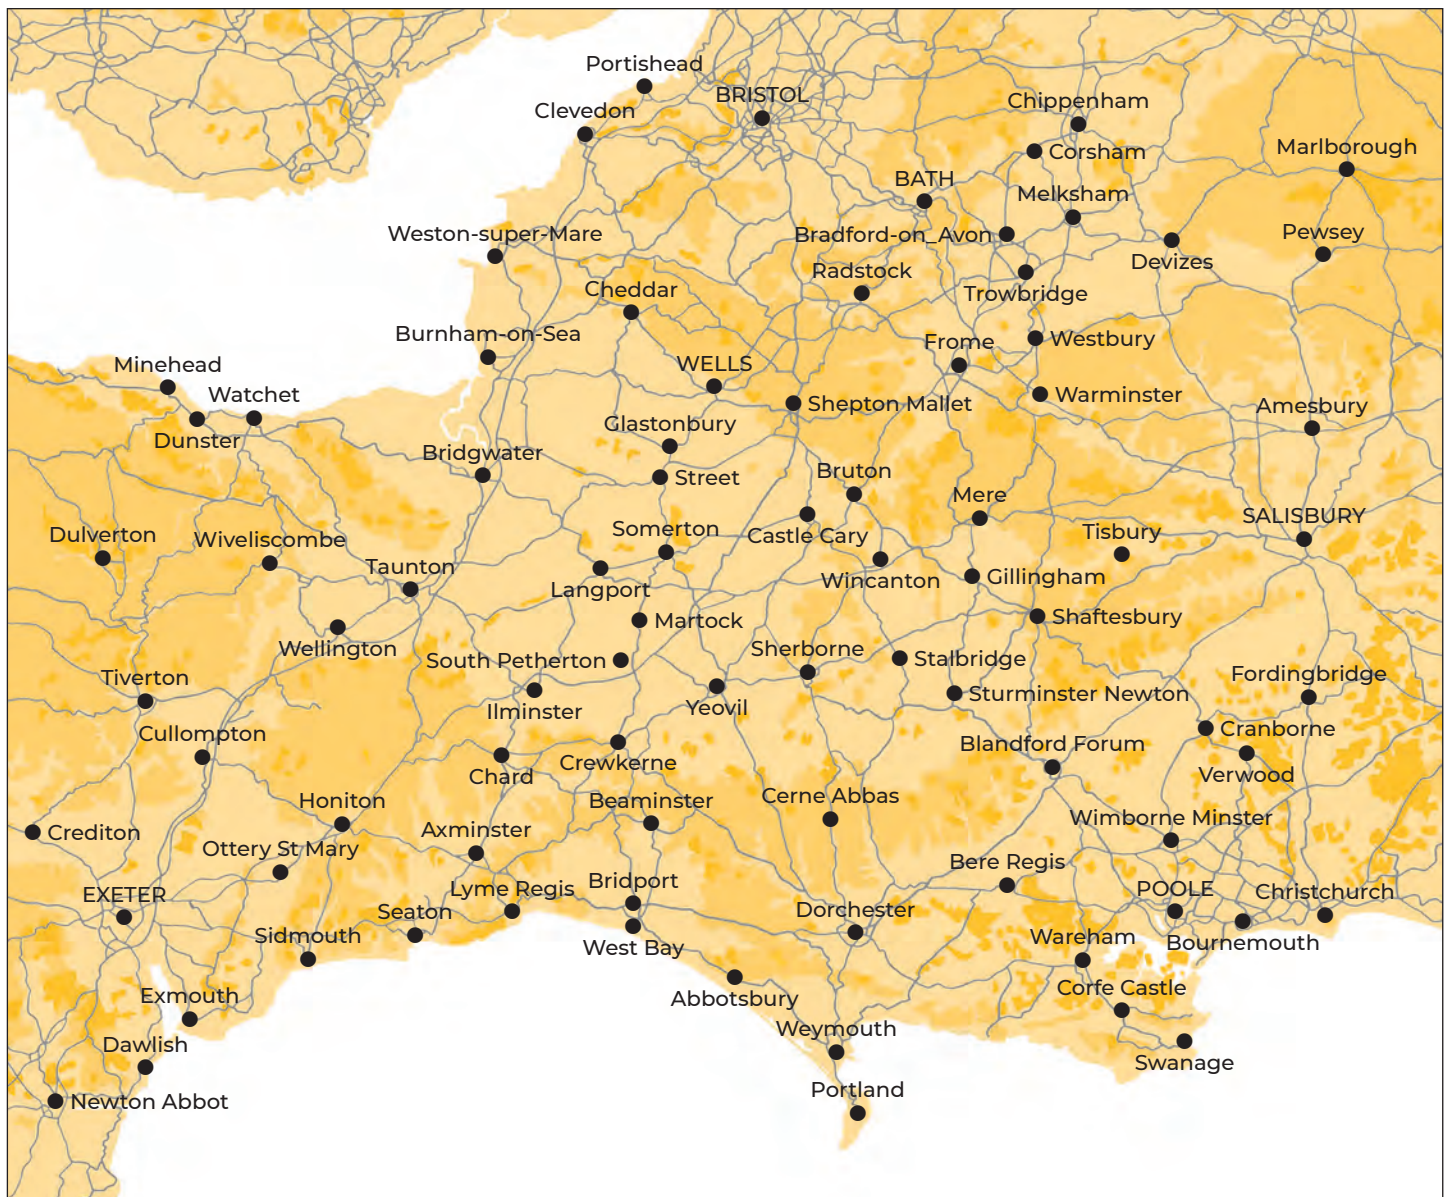 Portishead
BRISTOL
Chippenham
Clevedon
Corsham
Marlborough
BATH
Melksham
Weston-super-Mare
Bradford-on_Avon
Pewsey
Devizes
Radstock
Cheddar
Trowbridge
Burnham-on-Sea
Frome
Westbury
Minehead
WELLS
Watchet
Warminster
Shepton Mallet
Amesbury
Glastonbury
Dunster
Bridgwater
Street
Bruton
Mere
SALISBURY
Dulverton
Wiveliscombe
Somerton
Castle Cary
Tisbury
Taunton
Langport
Wincanton
Gillingham
Martock
Shaftesbury
Wellington
South Petherton
Sherborne
Stalbridge
Tiverton
Fordingbridge
Sturminster Newton
Ilminster
Yeovil
Cullompton
Cranborne
Blandford Forum
Crewkerne
Chard
Verwood
Honiton
Beaminster
Cerne Abbas
Wimborne Minster
Crediton
Axminster
Ottery St Mary
Bere Regis
Lyme Regis
Bridport
POOLE
Christchurch
EXETER
Seaton
Dorchester
Sidmouth
Wareham
Bournemouth
West Bay
Exmouth
Corfe Castle
Abbotsbury
Weymouth
Dawlish
Swanage
Portland
Newton Abbot